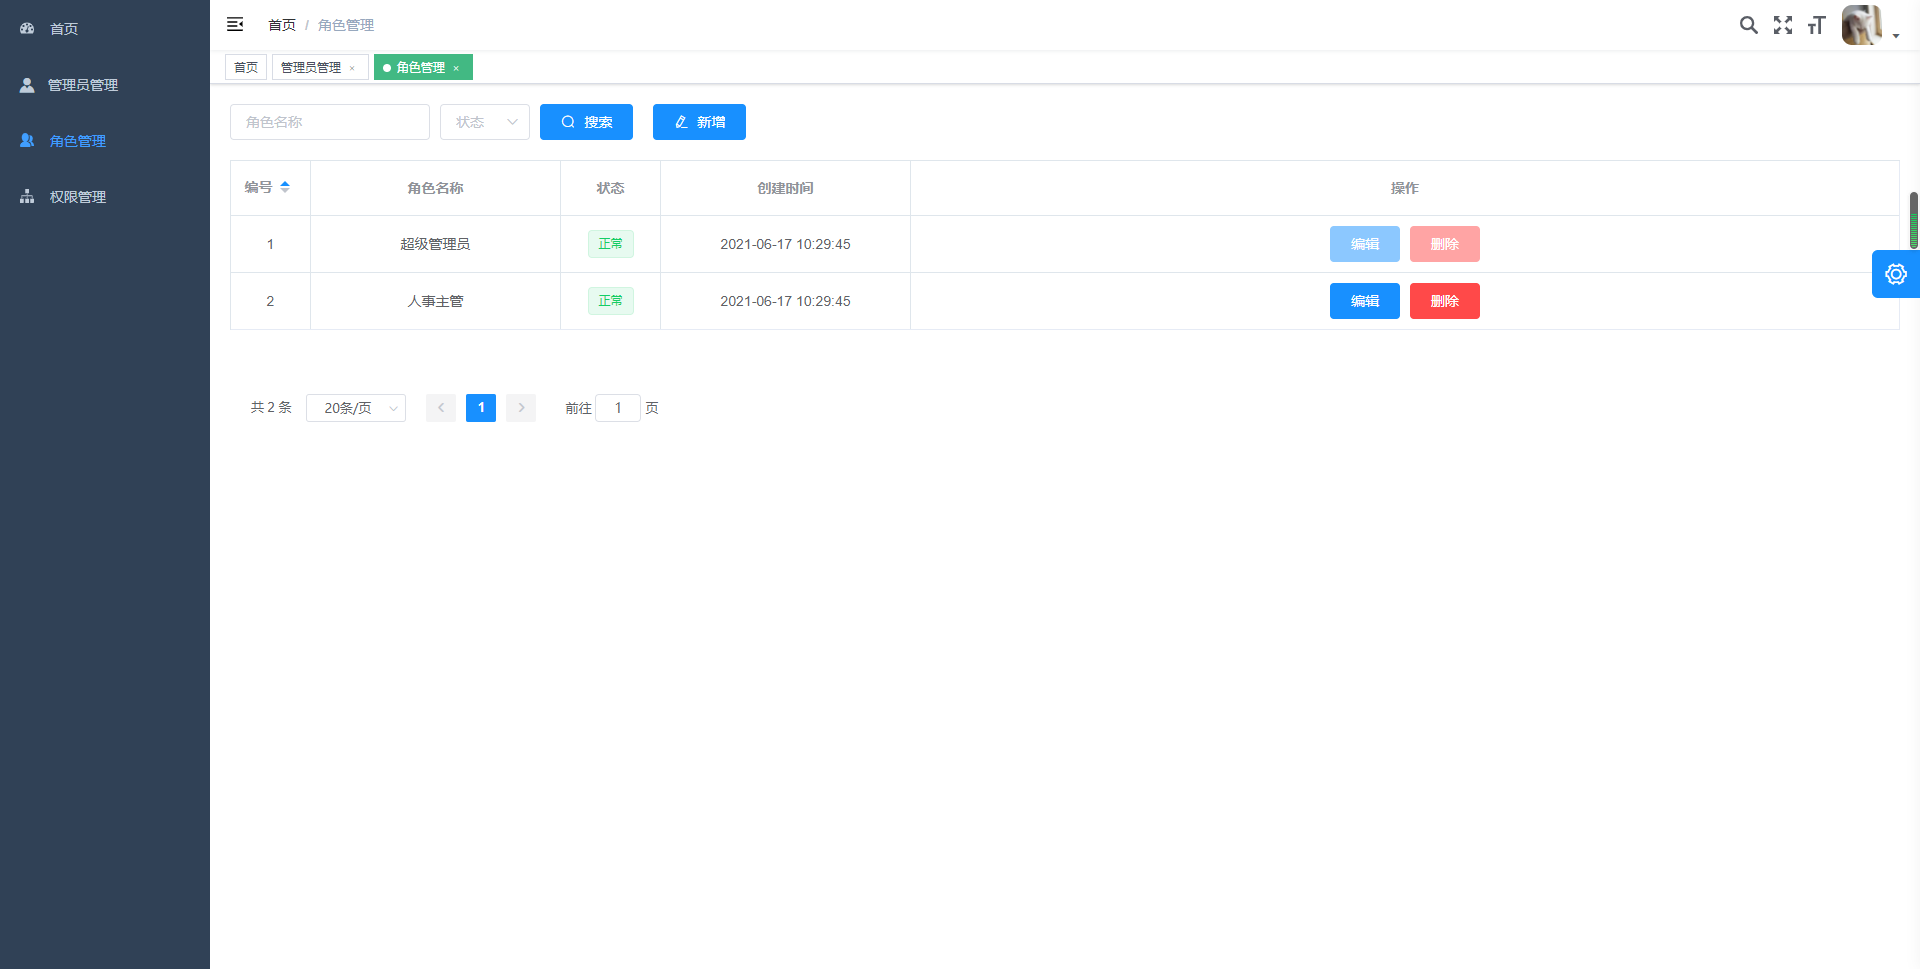 首页
管理员管理
角色管理
权限管理
首页 / 角色管理
首页 管理员管理 × 角色管理 ×
角色名称 状态 搜索 新增
编号 角色名称 状态 创建时间 操作
1 超级管理员 正常 2021-06-17 10:29:45 编辑 删除
2 人事主管 正常 2021-06-17 10:29:45 编辑 删除
共 2 条 20条/页 1 前往 1 页